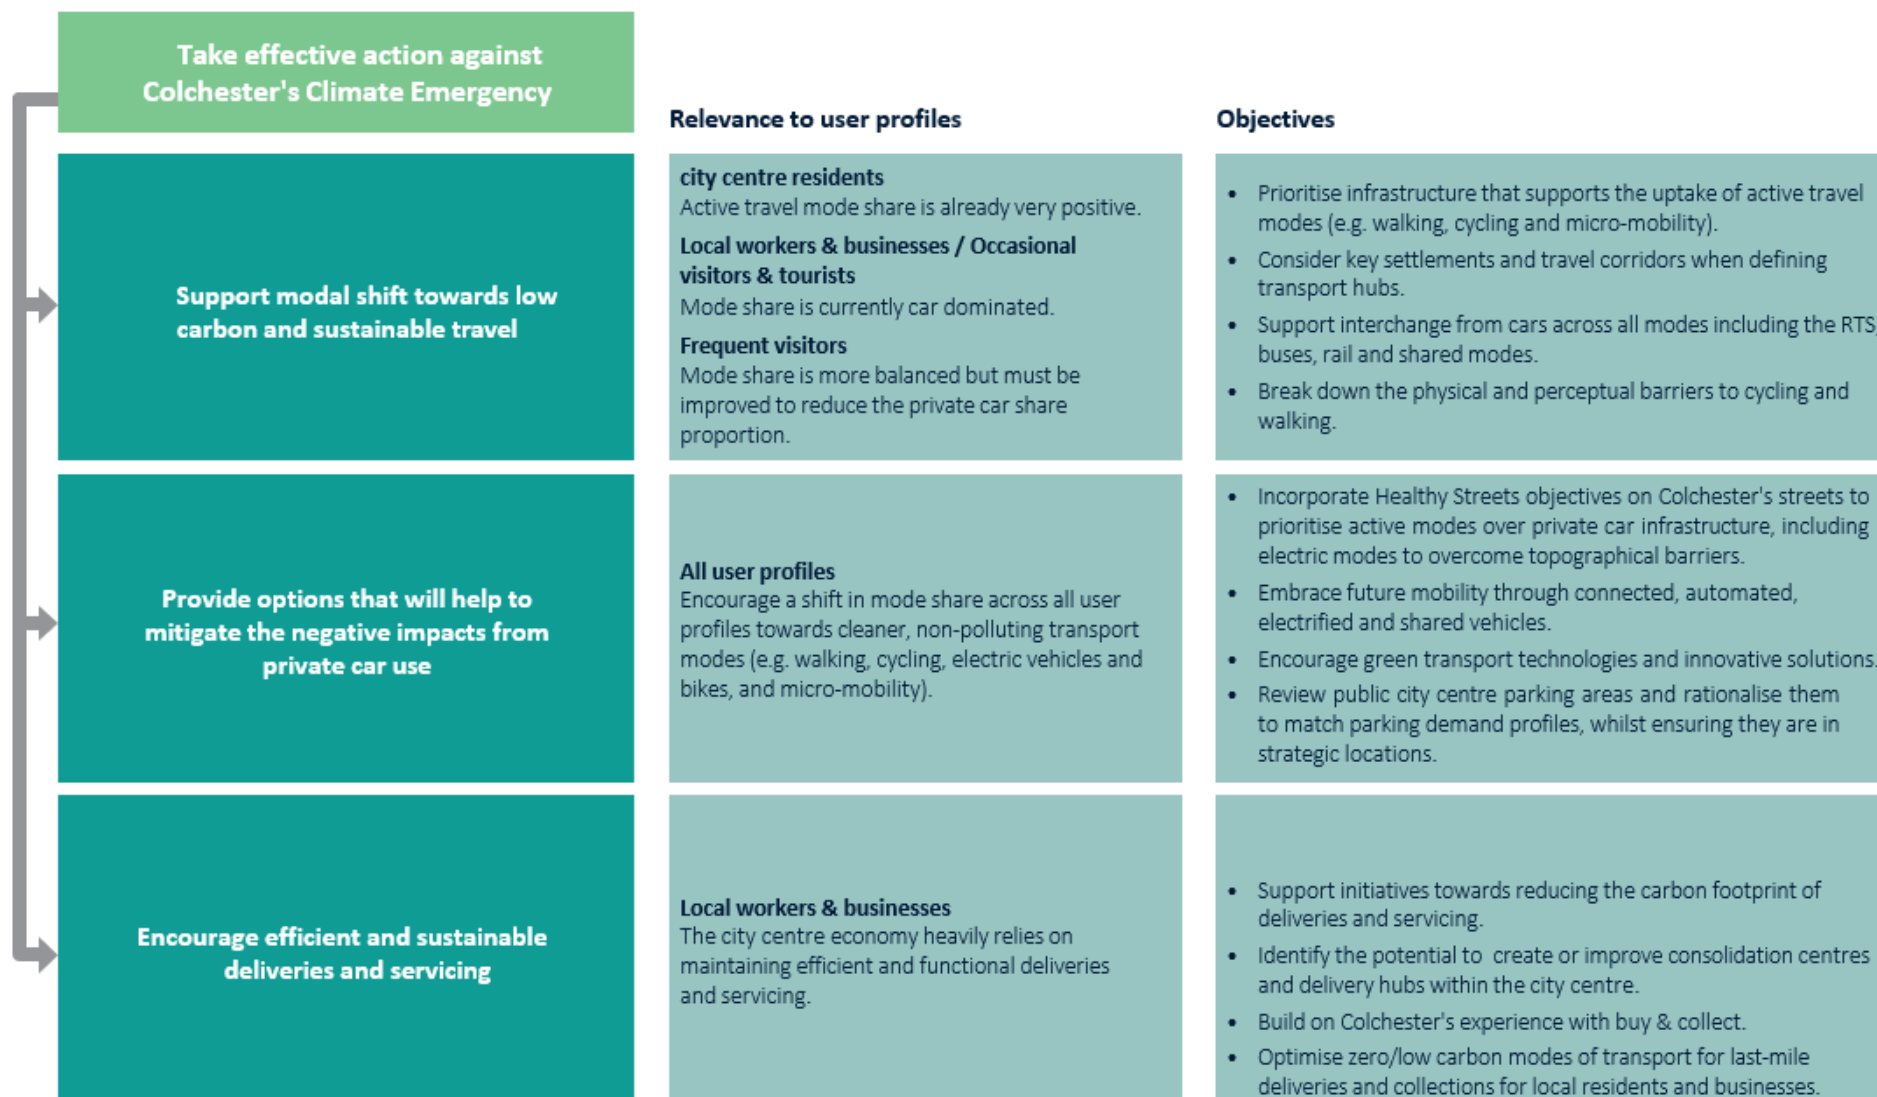 Take effective action against
Colchester's Climate Emergency
Relevance to user profiles
Objectives
Support modal shift towards low
carbon and sustainable travel
city centre residents
Active travel mode share is already very positive.
Local workers & businesses / Occasional
visitors & tourists
Mode share is currently car dominated.
Frequent visitors
Mode share is more balanced but must be
improved to reduce the private car share
proportion.
• Prioritise infrastructure that supports the uptake of active travel
modes (e.g. walking, cycling and micro-mobility).
• Consider key settlements and travel corridors when defining
transport hubs.
• Support interchange from cars across all modes including the RTS,
buses, rail and shared modes.
• Break down the physical and perceptual barriers to cycling and
walking.
Provide options that will help to
mitigate the negative impacts from
private car use
All user profiles
Encourage a shift in mode share across all user
profiles towards cleaner, non-polluting transport
modes (e.g. walking, cycling, electric vehicles and
bikes, and micro-mobility).
• Incorporate Healthy Streets objectives on Colchester's streets to
prioritise active modes over private car infrastructure, including
electric modes to overcome topographical barriers.
• Embrace future mobility through connected, automated,
electrified and shared vehicles.
• Encourage green transport technologies and innovative solutions.
• Review public city centre parking areas and rationalise them
to match parking demand profiles, whilst ensuring they are in
strategic locations.
Encourage efficient and sustainable
deliveries and servicing
Local workers & businesses
The city centre economy heavily relies on
maintaining efficient and functional deliveries
and servicing.
• Support initiatives towards reducing the carbon footprint of
deliveries and servicing.
• Identify the potential to create or improve consolidation centres
and delivery hubs within the city centre.
• Build on Colchester's experience with buy & collect.
• Optimise zero/low carbon modes of transport for last-mile
deliveries and collections for local residents and businesses.